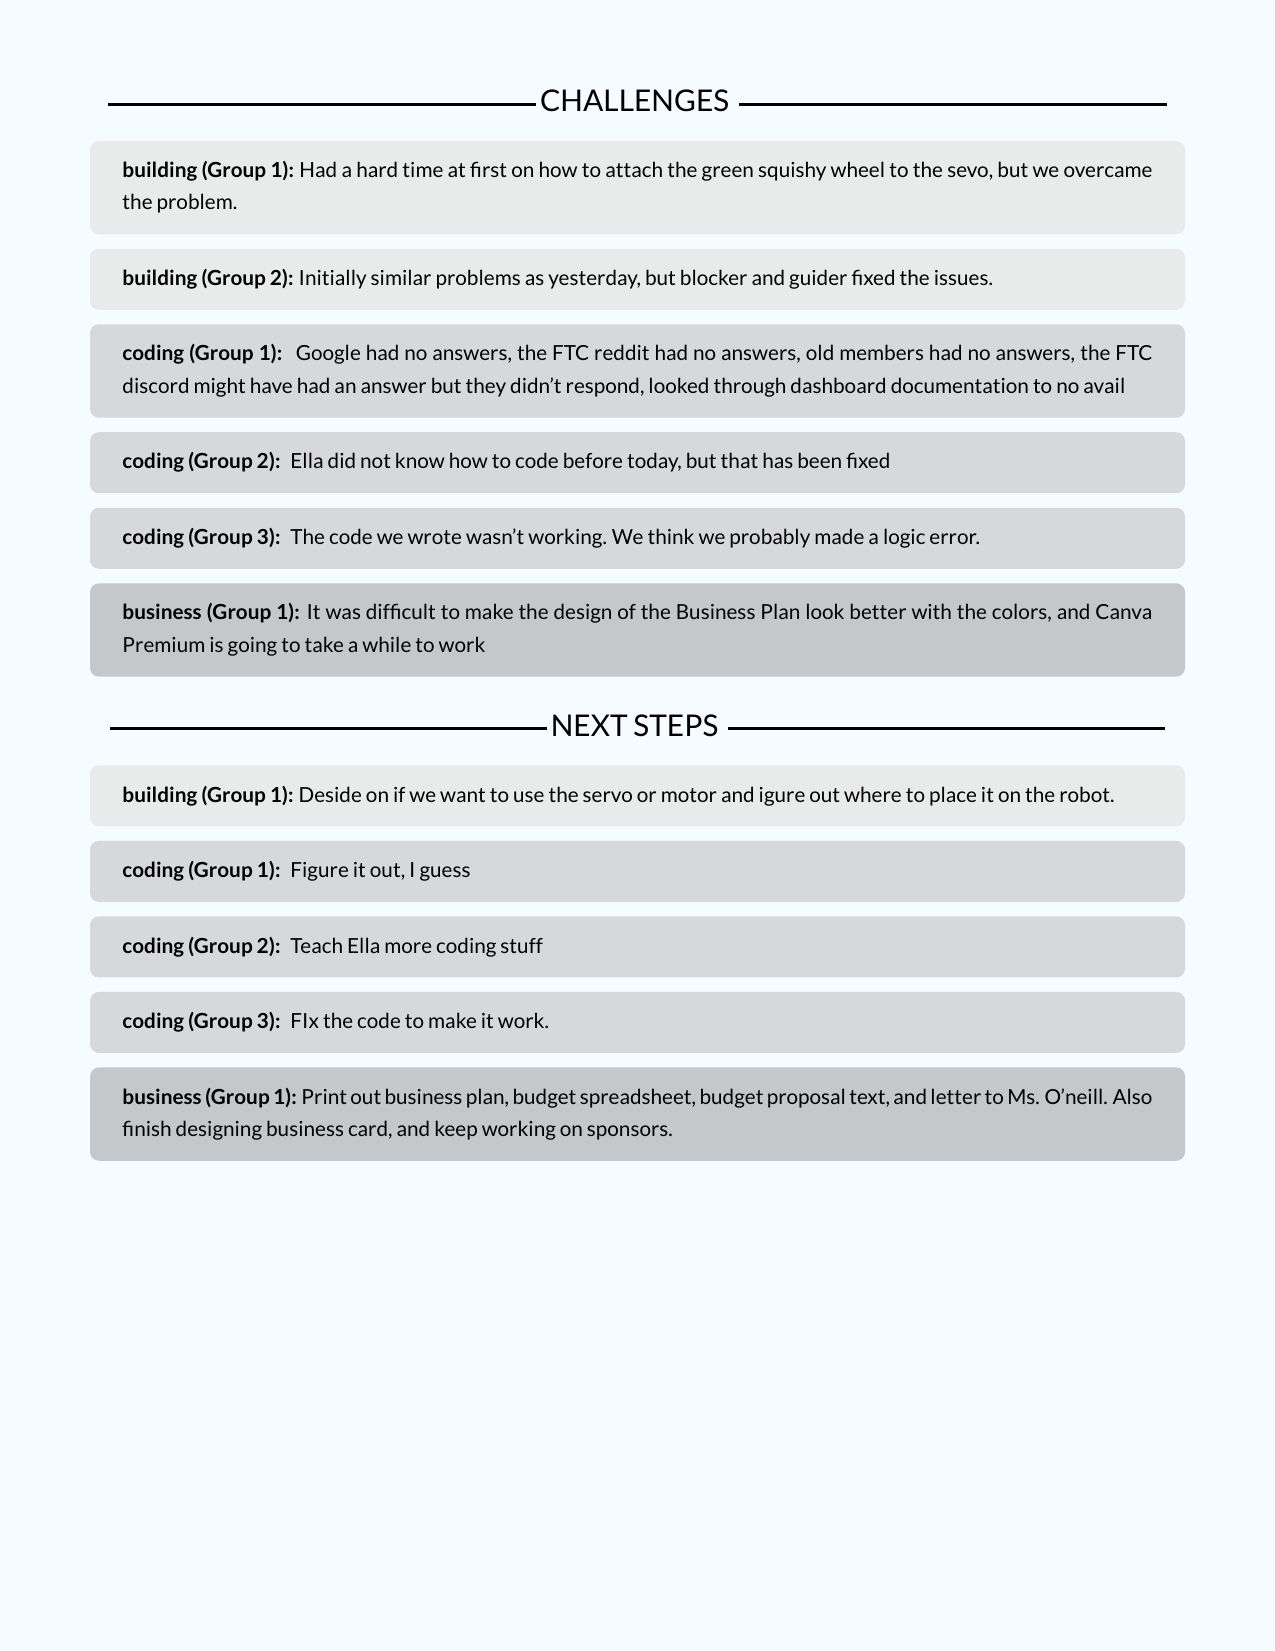 CHALLENGES
building (Group 1): Had a hard time at first on how to attach the green squishy wheel to the sevo, but we overcame
the problem.
building (Group 2): Initially similar problems as yesterday, but blocker and guider fixed the issues.
coding (Group 1): Google had no answers, the FTC reddit had no answers, old members had no answers, the FTC
discord might have had an answer but they didn’t respond, looked through dashboard documentation to no avail
coding (Group 2): Ella did not know how to code before today, but that has been fixed
coding (Group 3): The code we wrote wasn’t working. We think we probably made a logic error.
business (Group 1): It was difficult to make the design of the Business Plan look better with the colors, and Canva
Premium is going to take a while to work
NEXT STEPS
building (Group 1): Deside on if we want to use the servo or motor and igure out where to place it on the robot.
coding (Group 1): Figure it out, I guess
coding (Group 2): Teach Ella more coding stuff
coding (Group 3): FIx the code to make it work.
business (Group 1): Print out business plan, budget spreadsheet, budget proposal text, and letter to Ms. O’neill. Also
finish designing business card, and keep working on sponsors.